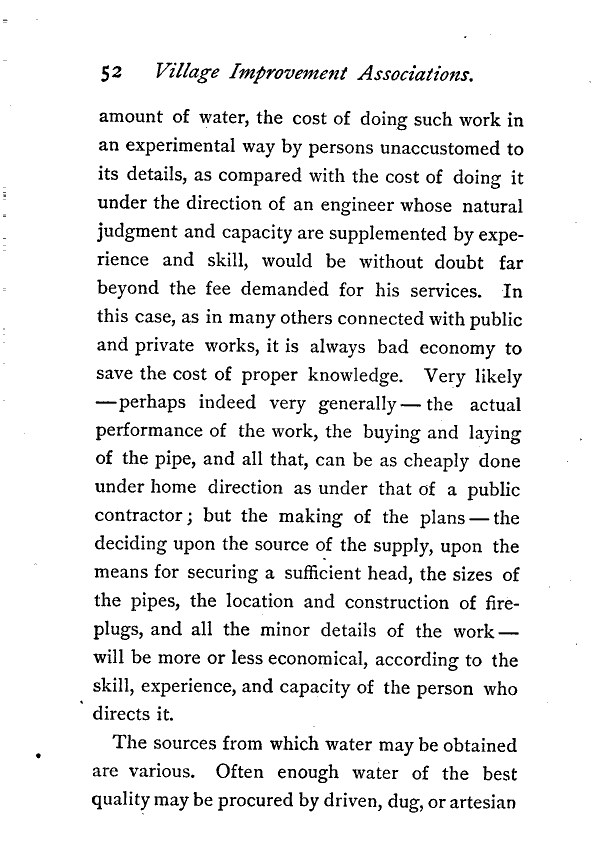 52 Village Improvement Associations.
amount of water, the cost of doing such work in
an experimental way by persons unaccustomed to
its details, as compared with the cost of doing it
under the direction of an engineer whose natural
judgment and capacity are supplemented by expe-
rience and skill, would be without doubt far
beyond the fee demanded for his services. In
this case, as in many others connected with public
and private works, it is always bad economy to
save the cost of proper knowledge. Very likely
—perhaps indeed very generally— the actual
performance of the work, the buying and laying
of the pipe, and all that, can be as cheaply done
under home direction as under that of a public
contractor; but the making of the plans — the
deciding upon the source of the supply, upon the
means for securing a sufficient head, the sizes of
the pipes, the location and construction of fire-
plugs, and all the minor details of the work —
will be more or less economical, according to the
skill, experience, and capacity of the person who
directs it.
The sources from which water may be obtained
are various. Often enough water of the best
quality may be procured by driven, dug, or artesian